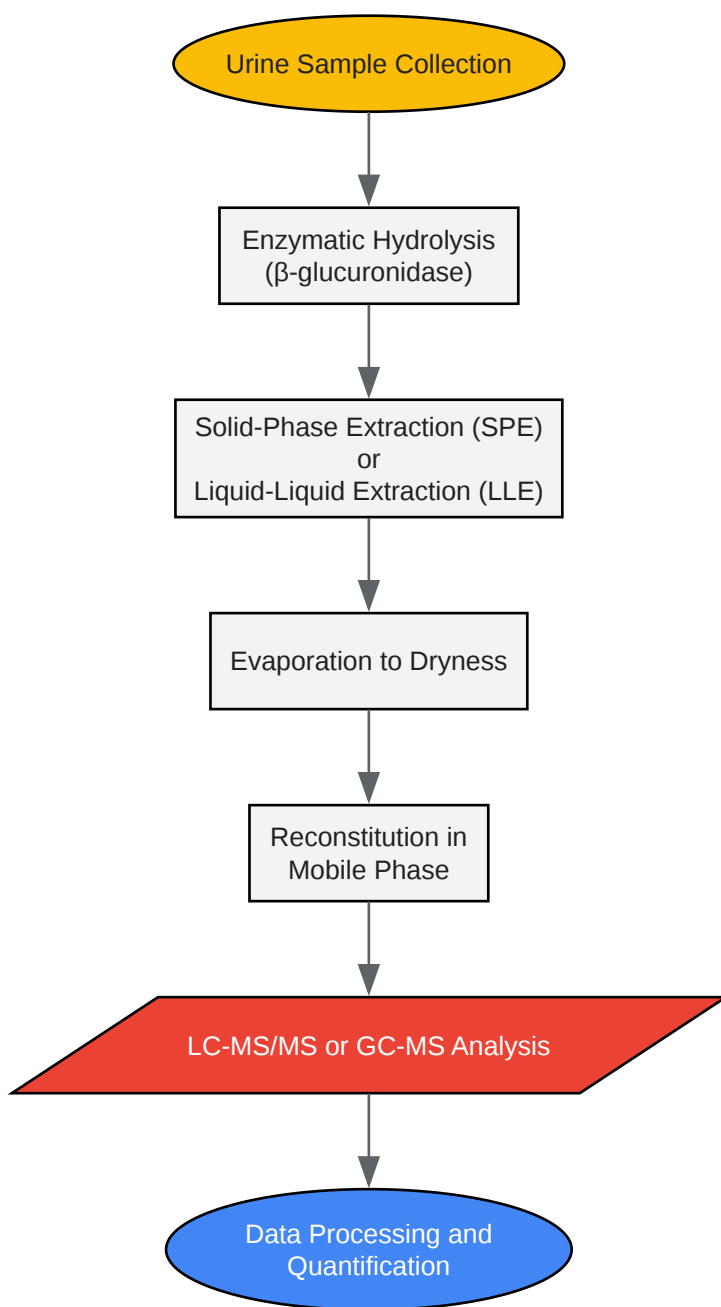 Urine Sample Collection
Enzymatic Hydrolysis
(β-glucuronidase)
Solid-Phase Extraction (SPE)
or
Liquid-Liquid Extraction (LLE)
Evaporation to Dryness
Reconstitution in
Mobile Phase
LC-MS/MS or GC-MS Analysis
Data Processing and
Quantification